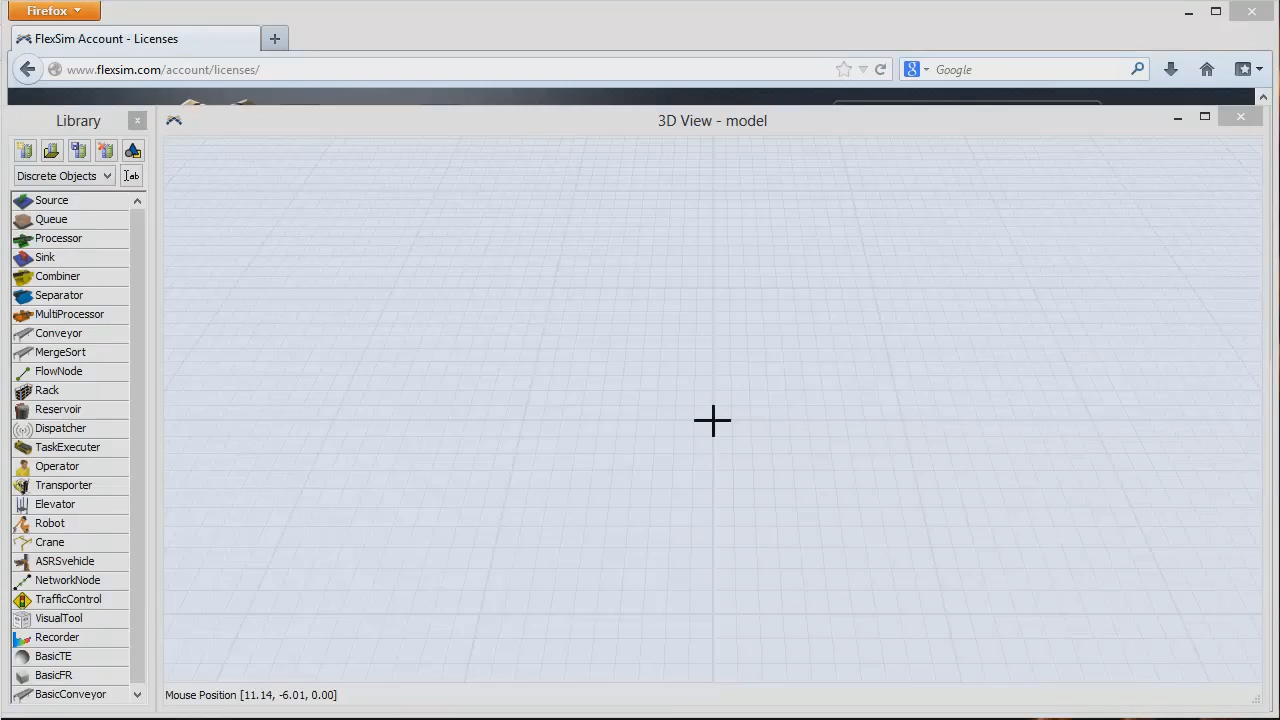 Firefox
FlexSim Account - Licenses
www.flexsim.com/account/licenses/
Google
Library
3D View - model
Discrete Objects
ab
Source
Queue
Processor
Sink
Combiner
Separator
MultiProcessor
Conveyor
MergeSort
FlowNode
Rack
Reservoir
Dispatcher
TaskExecuter
Operator
Transporter
Elevator
Robot
Crane
ASRSvehicle
NetworkNode
TrafficControl
VisualTool
Recorder
BasicTE
BasicFR
BasicConveyor
Mouse Position [11.14, -6.01, 0.00]